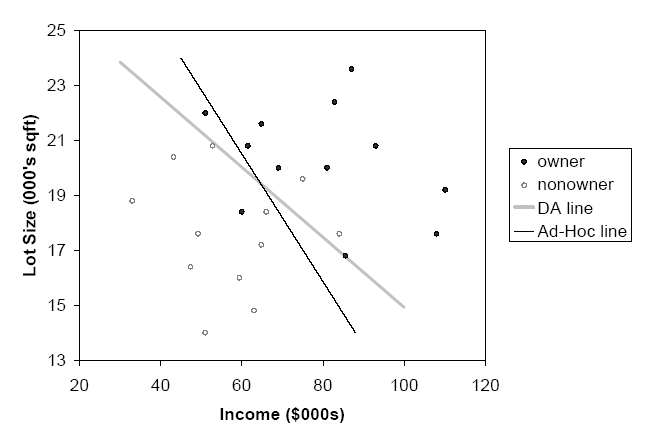 25
23
21
19
17
15
13
Lot Size (000's sqft)
20 40 60 80 100 120
Income ($000s)
owner
nonowner
DA line
Ad-Hoc line